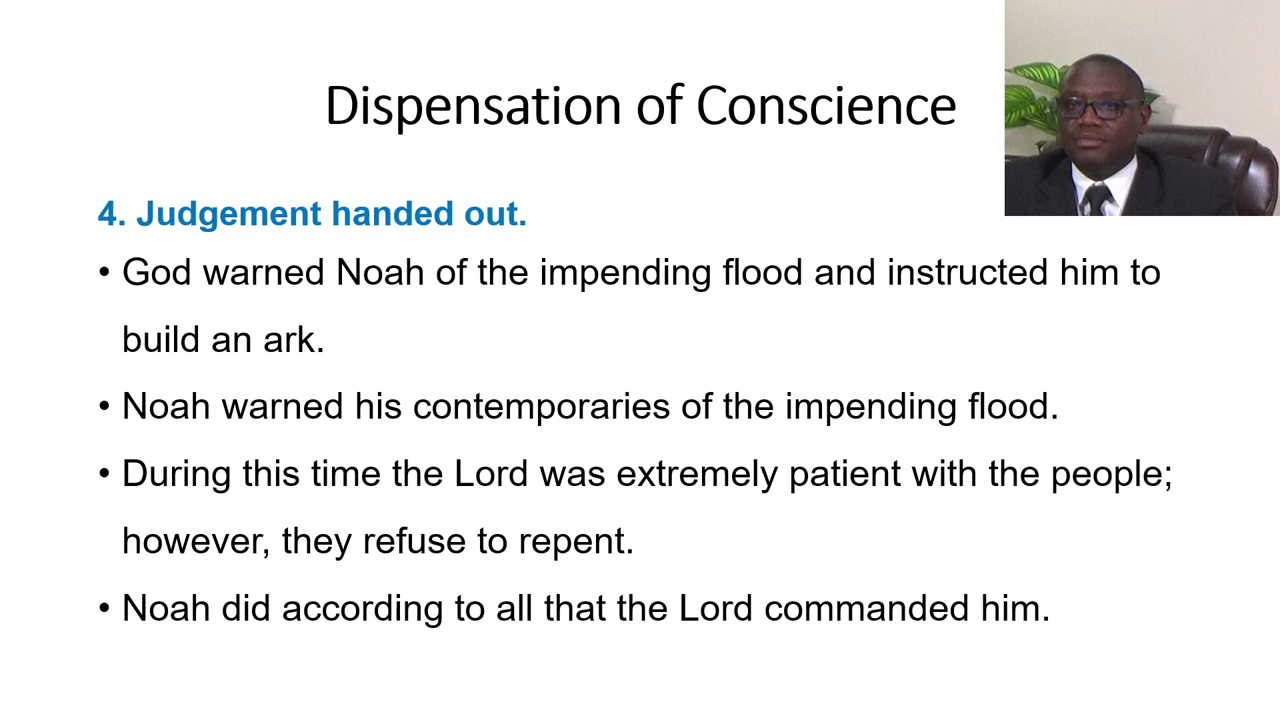 Dispensation of Conscience
4. Judgement handed out.
• God warned Noah of the impending flood and instructed him to
build an ark.
• Noah warned his contemporaries of the impending flood.
• During this time the Lord was extremely patient with the people;
however, they refuse to repent.
• Noah did according to all that the Lord commanded him.